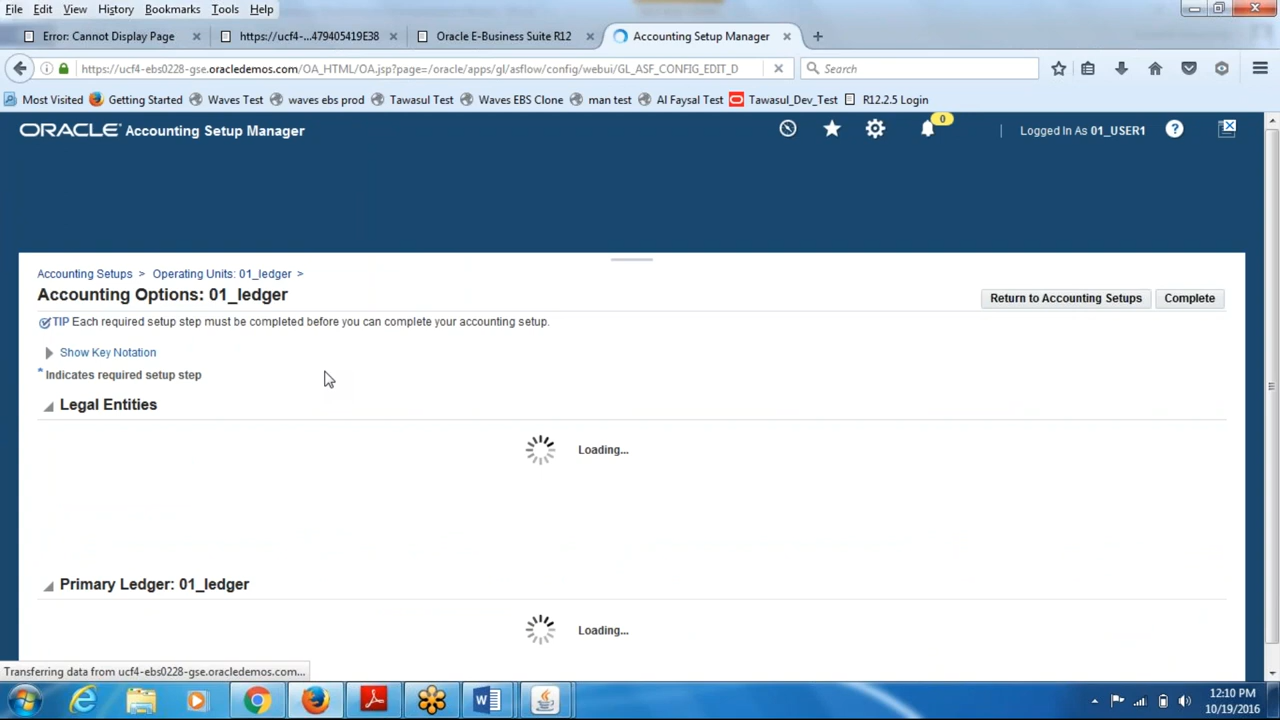 File Edit View History Bookmarks Tools Help
Error: Cannot Display Page https://ucf4-...479405419E38 Oracle E-Business Suite R12 Accounting Setup Manager
https://ucf4-ebs0228-gse.oracledemos.com/OA_HTML/OA.jsp?page=/oracle/apps/gl/asflow/config/webui/GL_ASF_CONFIG_EDIT_D Search
Most Visited Getting Started Waves Test waves ebs prod Tawasul Test Waves EBS Clone man test Al Faysal Test Tawasul_Dev_Test R12.2.5 Login
ORACLE Accounting Setup Manager 0 Logged In As 01_USER1 ?
Accounting Setups > Operating Units: 01_ledger >
Accounting Options: 01_ledger Return to Accounting Setups Complete
TIP Each required setup step must be completed before you can complete your accounting setup.
Show Key Notation
* Indicates required setup step
Legal Entities
Loading...
Primary Ledger: 01_ledger
Loading...
Transferring data from ucf4-ebs0228-gse.oracledemos.com...
12:10 PM
10/19/2016